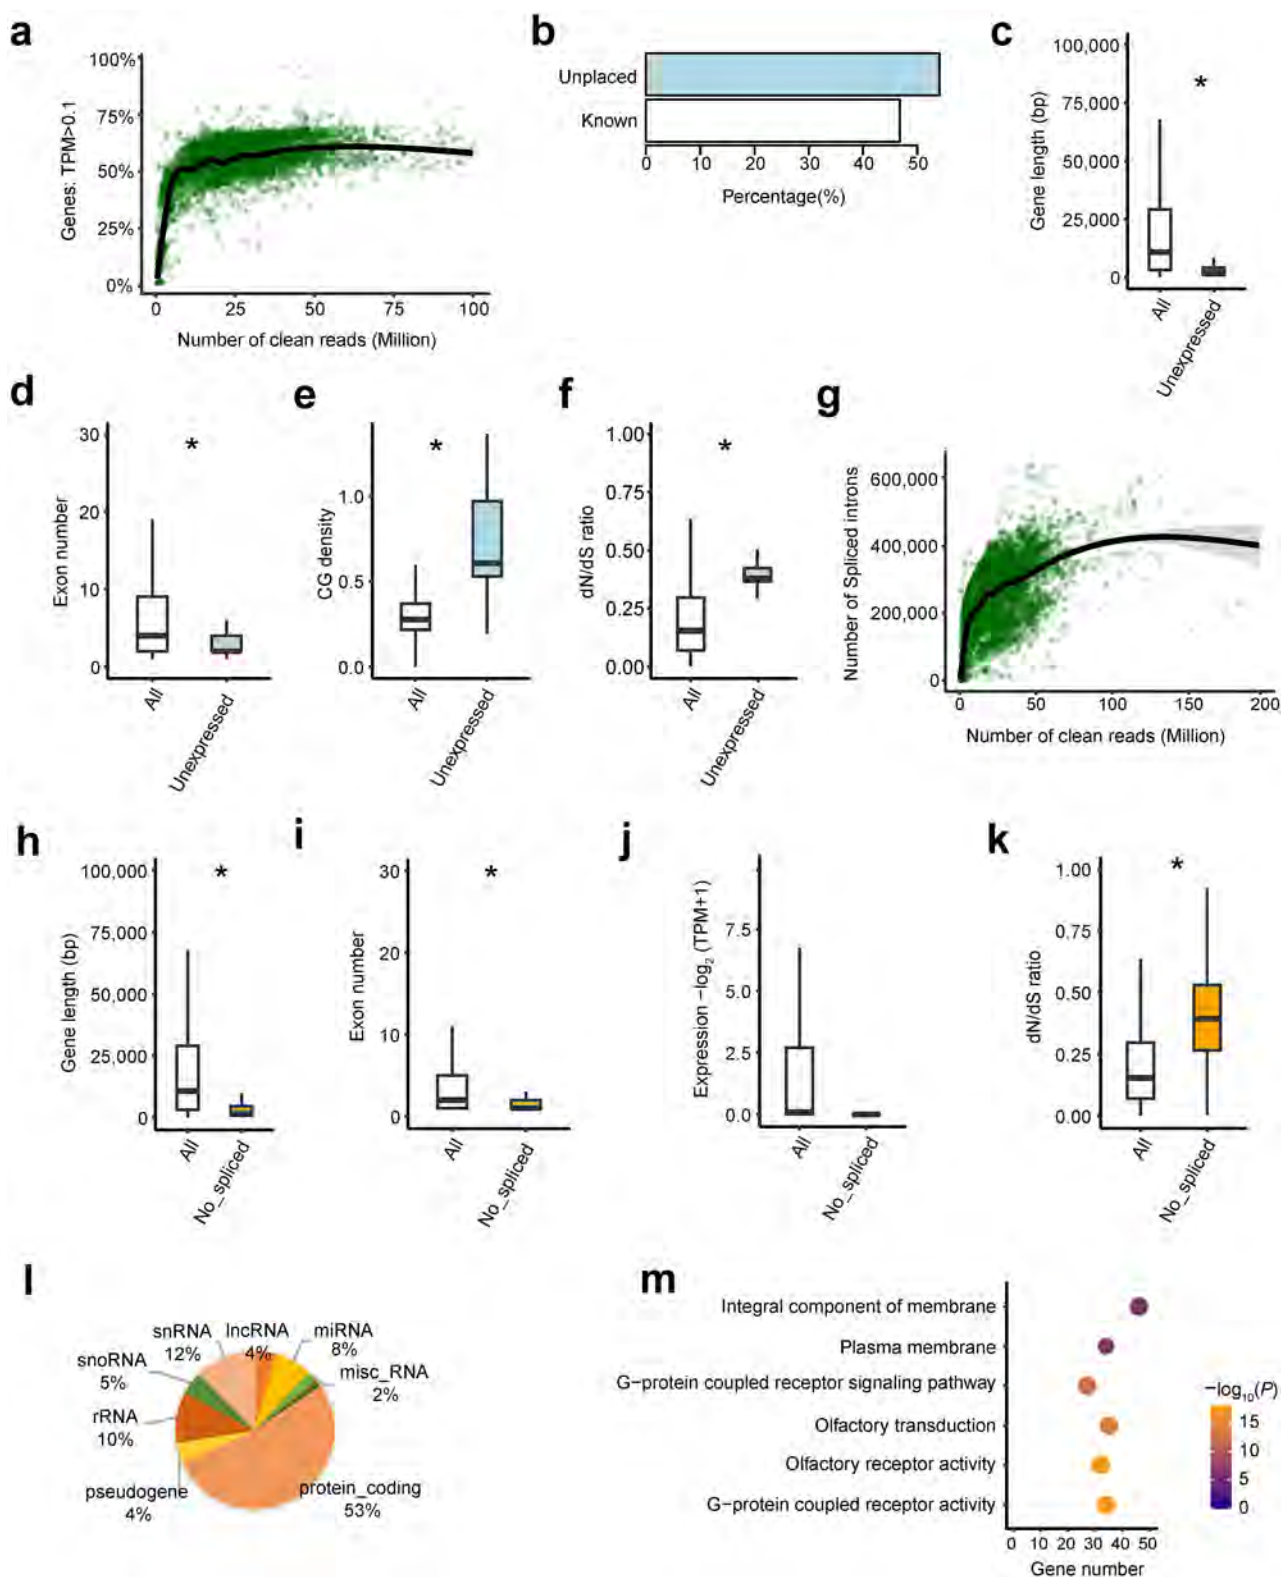 a
100%
75%
50%
25%
0%
Genes: TPM>0.1
0 25 50 75 100
Number of clean reads (Million)
b
Unplaced
Known
0 10 20 30 40 50
Percentage(%)
c
100,000
75,000
50,000
25,000
0
Gene length (bp)
*
All
Unexpressed
d
30
20
10
0
Exon number
*
All
Unexpressed
e
1.0
0.5
0.0
CG density
*
All
Unexpressed
f
1.00
0.75
0.50
0.25
0.00
dN/dS ratio
*
All
Unexpressed
g
600,000
400,000
200,000
0
Number of Spliced introns
0 50 100 150 200
Number of clean reads (Million)
h
100,000
75,000
50,000
25,000
0
Gene length (bp)
*
All
No_spliced
i
30
20
10
0
Exon number
*
All
No_spliced
j
7.5
5.0
2.5
0.0
Expression −log₂ (TPM+1)
All
No_spliced
k
1.00
0.75
0.50
0.25
0.00
dN/dS ratio
*
All
No_spliced
l
snRNA
12%
lncRNA
4%
miRNA
8%
misc_RNA
2%
snoRNA
5%
rRNA
10%
pseudogene
4%
protein_coding
53%
m
Integral component of membrane
Plasma membrane
G−protein coupled receptor signaling pathway
Olfactory transduction
Olfactory receptor activity
G−protein coupled receptor activity
0 10 20 30 40 50
Gene number
−log₁₀(P)
15
10
5
0